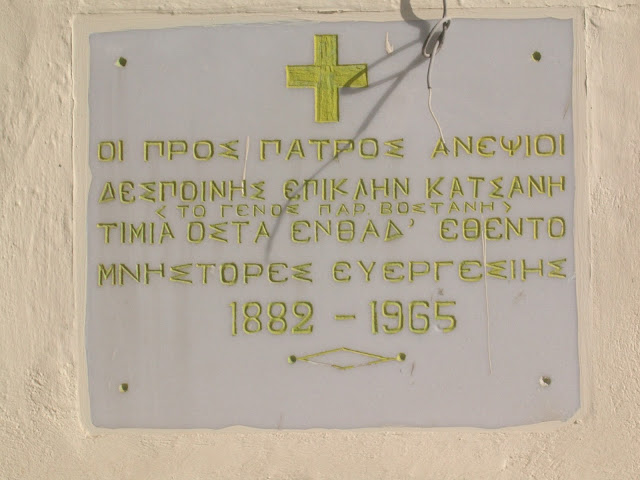 ΟΙ ΠΡΟΣ ΠΑΤΡΟΣ ΑΝΕΨΙΟΙ
ΔΕΣΠΟΙΝΗΣ ΕΠΙΚΛΗΝ ΚΑΤΣΑΝΗ
<ΤΟ ΓΕΝΟΣ ΠΑΡ. ΒΟΣΤΑΝΗ>
ΤΙΜΙΑ ΟΣΤΑ ΕΝΘΑΔ' ΕΘΕΝΤΟ
ΜΝΗΣΤΟΡΕΣ ΕΥΕΡΓΕΣΙΗΣ
1882 - 1965